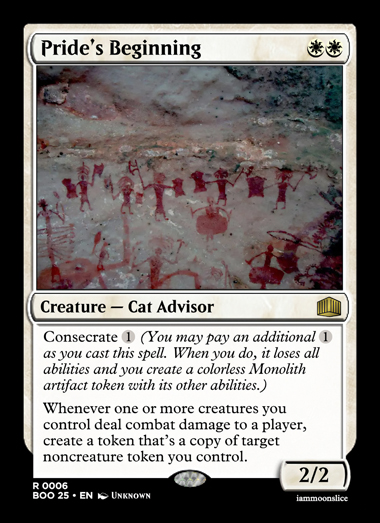 Pride's Beginning
Creature — Cat Advisor
Consecrate 1 (You may pay an additional 1
as you cast this spell. When you do, it loses all
abilities and you create a colorless Monolith
artifact token with its other abilities.)
Whenever one or more creatures you
control deal combat damage to a player,
create a token that's a copy of target
noncreature token you control.
2/2
R 0006
BOO 25 • EN Unknown
iammoonslice